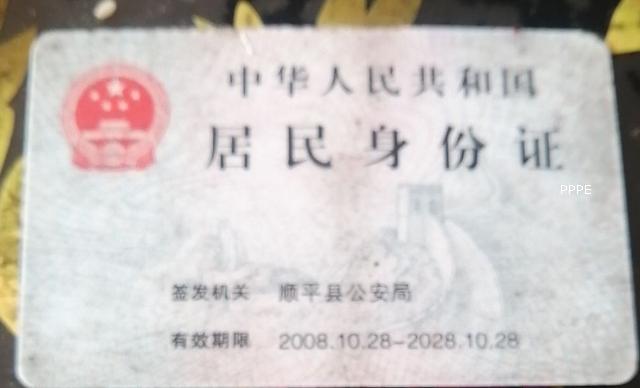 中华人民共和国
居民身份证
PPPE
签发机关 顺平县公安局
有效期限 2008.10.28-2028.10.28